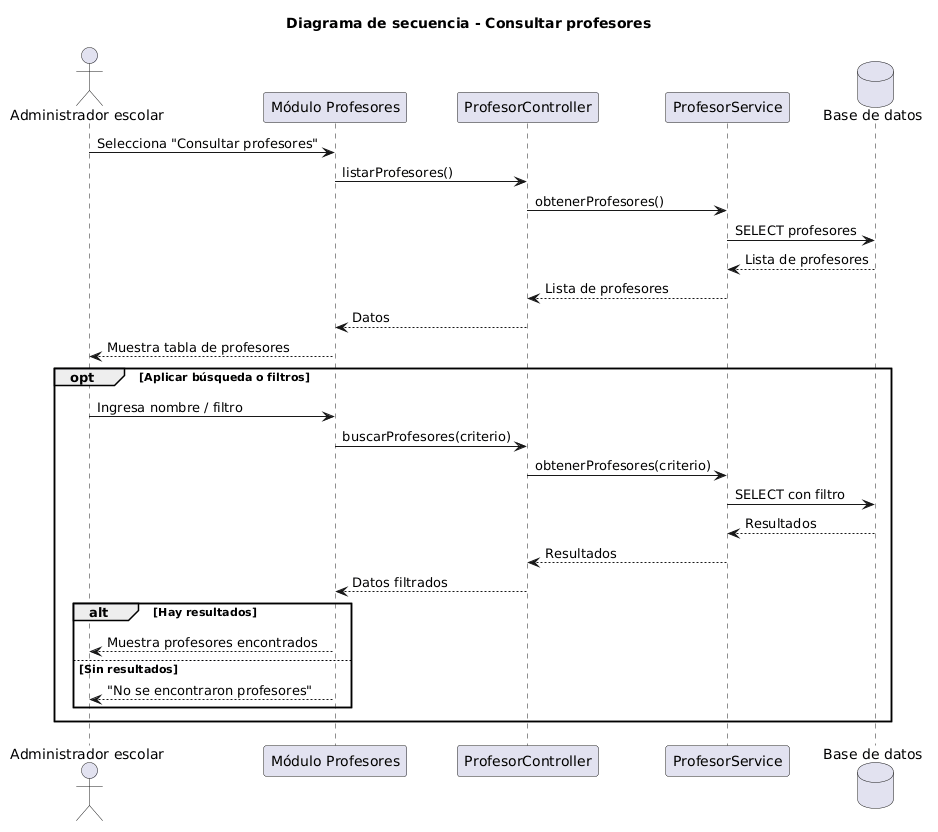 Diagrama de secuencia - Consultar profesores
Administrador escolar
Módulo Profesores
ProfesorController
ProfesorService
Base de datos
Selecciona "Consultar profesores"
listarProfesores()
obtenerProfesores()
SELECT profesores
Lista de profesores
Lista de profesores
Datos
Muestra tabla de profesores
opt
[Aplicar búsqueda o filtros]
Ingresa nombre / filtro
buscarProfesores(criterio)
obtenerProfesores(criterio)
SELECT con filtro
Resultados
Resultados
Datos filtrados
alt
[Hay resultados]
Muestra profesores encontrados
[Sin resultados]
"No se encontraron profesores"
Administrador escolar
Módulo Profesores
ProfesorController
ProfesorService
Base de datos